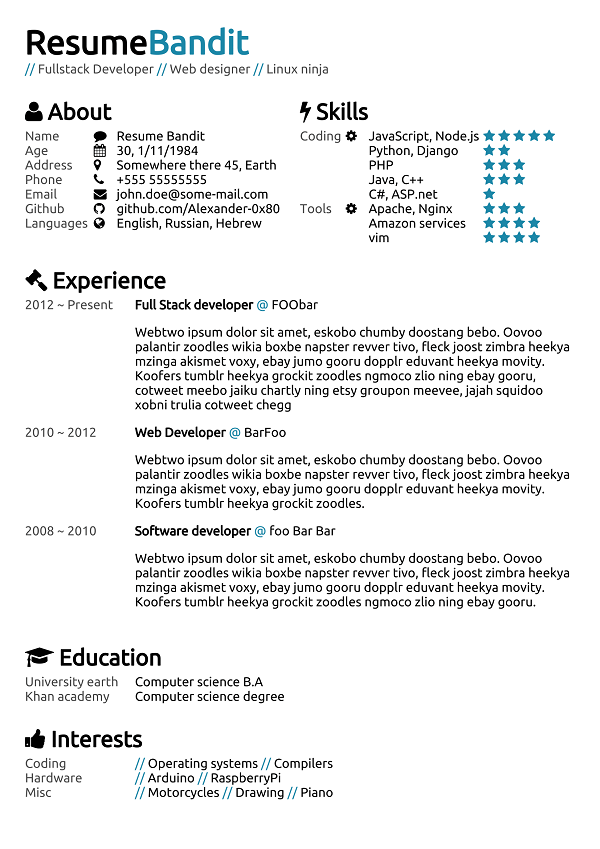 ResumeBandit
// Fullstack Developer // Web designer // Linux ninja
About
Name Resume Bandit
Age 30, 1/11/1984
Address Somewhere there 45, Earth
Phone +555 55555555
Email john.doe@some-mail.com
Github github.com/Alexander-0x80
Languages English, Russian, Hebrew
Skills
Coding JavaScript, Node.js
Python, Django
PHP
Java, C++
C#, ASP.net
Tools Apache, Nginx
Amazon services
vim
Experience
2012 ~ Present Full Stack developer @ FOObar
Webtwo ipsum dolor sit amet, eskobo chumby doostang bebo. Oovoo
palantir zoodles wikia boxbe napster revver tivo, fleck joost zimbra heekya
mzinga akismet voxy, ebay jumo gooru dopplr eduvant heekya movity.
Koofers tumblr heekya grockit zoodles ngmoco zlio ning ebay gooru,
cotweet meebo jaiku chartly ning etsy groupon meevee, jajah squidoo
xobni trulia cotweet chegg
2010 ~ 2012 Web Developer @ BarFoo
Webtwo ipsum dolor sit amet, eskobo chumby doostang bebo. Oovoo
palantir zoodles wikia boxbe napster revver tivo, fleck joost zimbra heekya
mzinga akismet voxy, ebay jumo gooru dopplr eduvant heekya movity.
Koofers tumblr heekya grockit zoodles.
2008 ~ 2010 Software developer @ foo Bar Bar
Webtwo ipsum dolor sit amet, eskobo chumby doostang bebo. Oovoo
palantir zoodles wikia boxbe napster revver tivo, fleck joost zimbra heekya
mzinga akismet voxy, ebay jumo gooru dopplr eduvant heekya movity.
Koofers tumblr heekya grockit zoodles ngmoco zlio ning ebay gooru.
Education
University earth Computer science B.A
Khan academy Computer science degree
Interests
Coding // Operating systems // Compilers
Hardware // Arduino // RaspberryPi
Misc // Motorcycles // Drawing // Piano